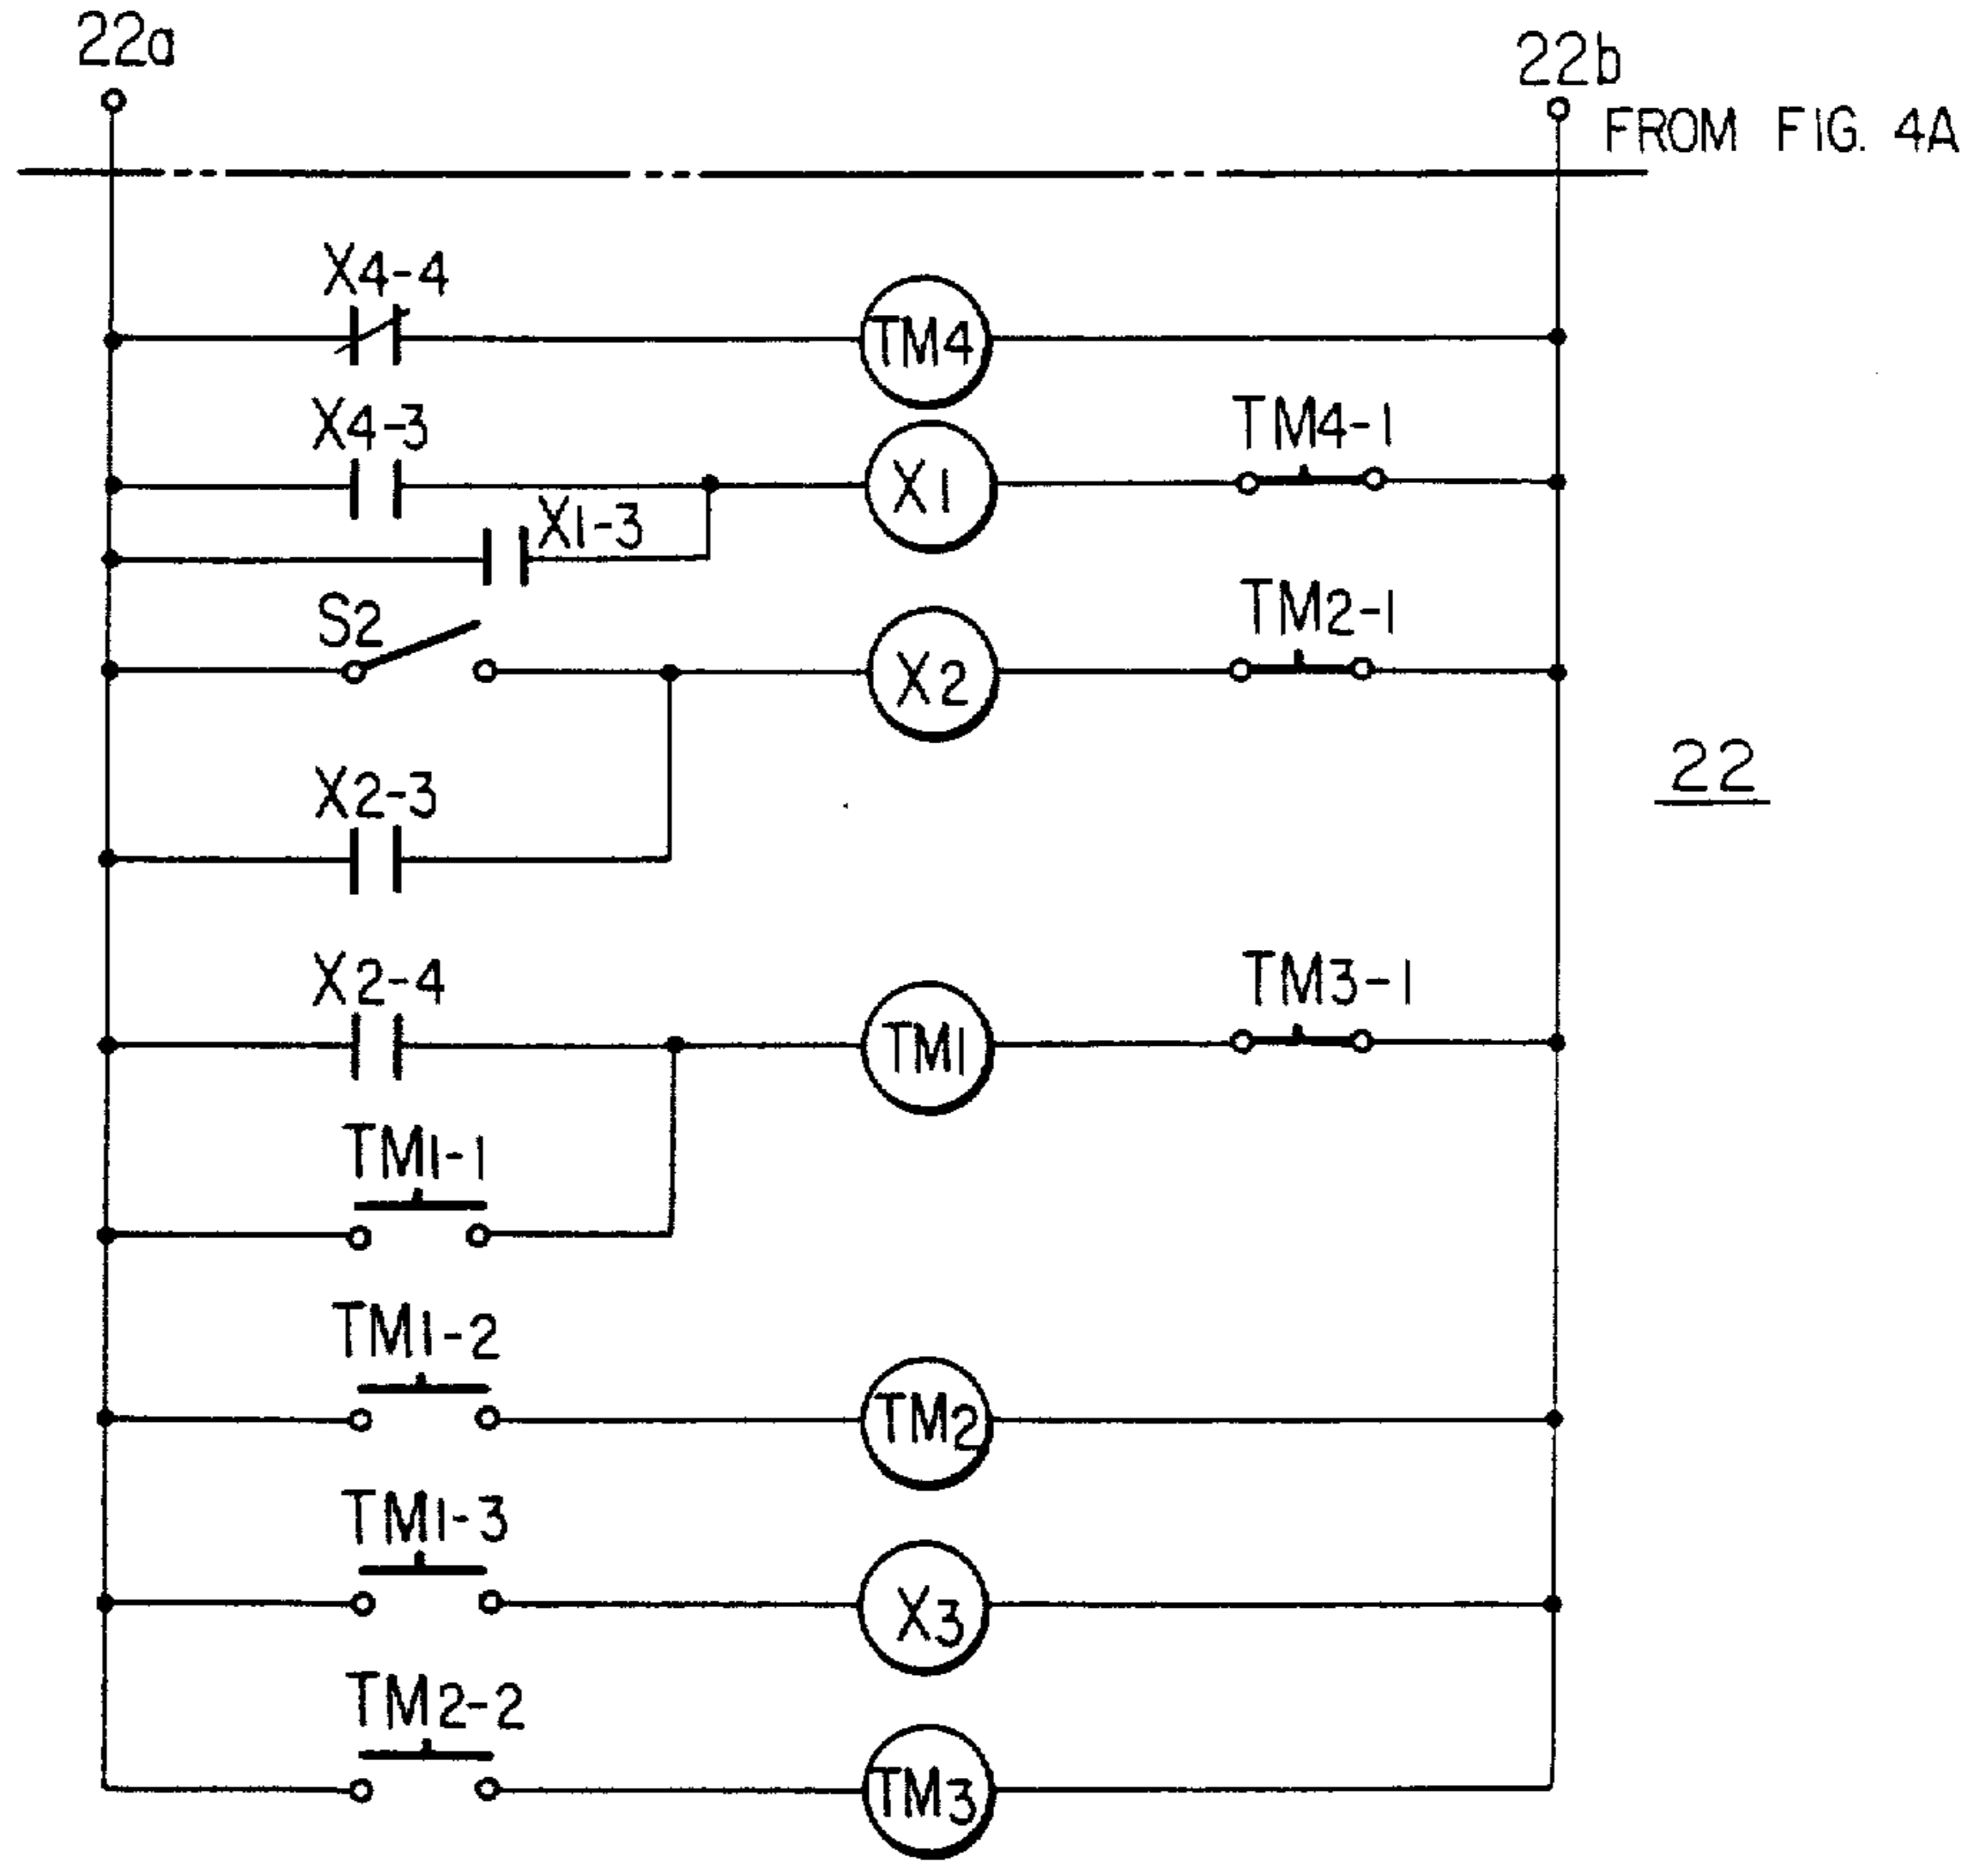 22a
22b
FROM FIG. 4A
X4-4
TM4
X4-3
X1
TM4-1
X1-3
S2
X2
TM2-1
22
X2-3
X2-4
TM1
TM3-1
TM1-1
TM1-2
TM2
TM1-3
X3
TM2-2
TM3